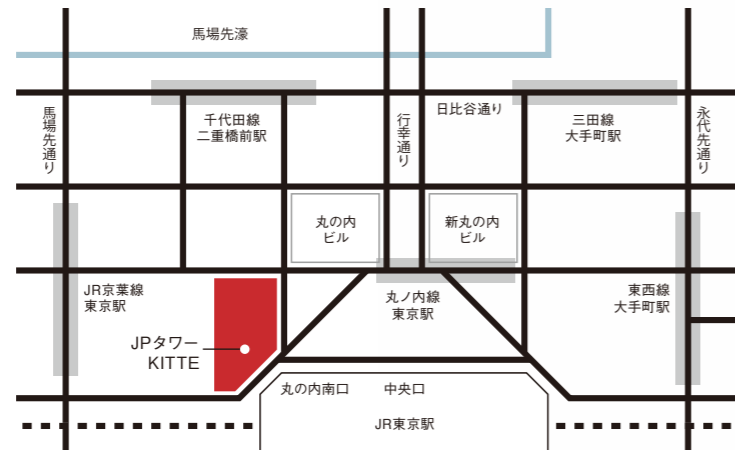 馬場先濠
馬場先通り
千代田線
二重橋前駅
行幸通り
日比谷通り
三田線
大手町駅
永代先通り
丸の内
ビル
新丸の内
ビル
JR京葉線
東京駅
丸ノ内線
東京駅
東西線
大手町駅
JPタワー
KITTE
丸の内南口
中央口
JR東京駅